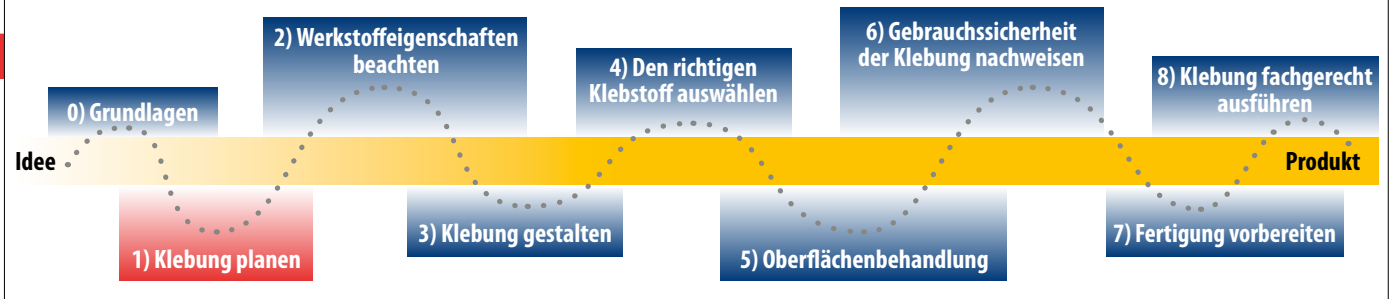 Idee
0) Grundlagen
1) Klebung planen
2) Werkstoffeigenschaften
beachten
3) Klebung gestalten
4) Den richtigen
Klebstoff auswählen
5) Oberflächenbehandlung
6) Gebrauchssicherheit
der Klebung nachweisen
7) Fertigung vorbereiten
8) Klebung fachgerecht
ausführen
Produkt